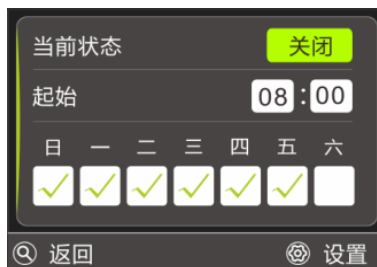 当前状态 关闭
起始 08:00
日 一 二 三 四 五 六
返回 设置